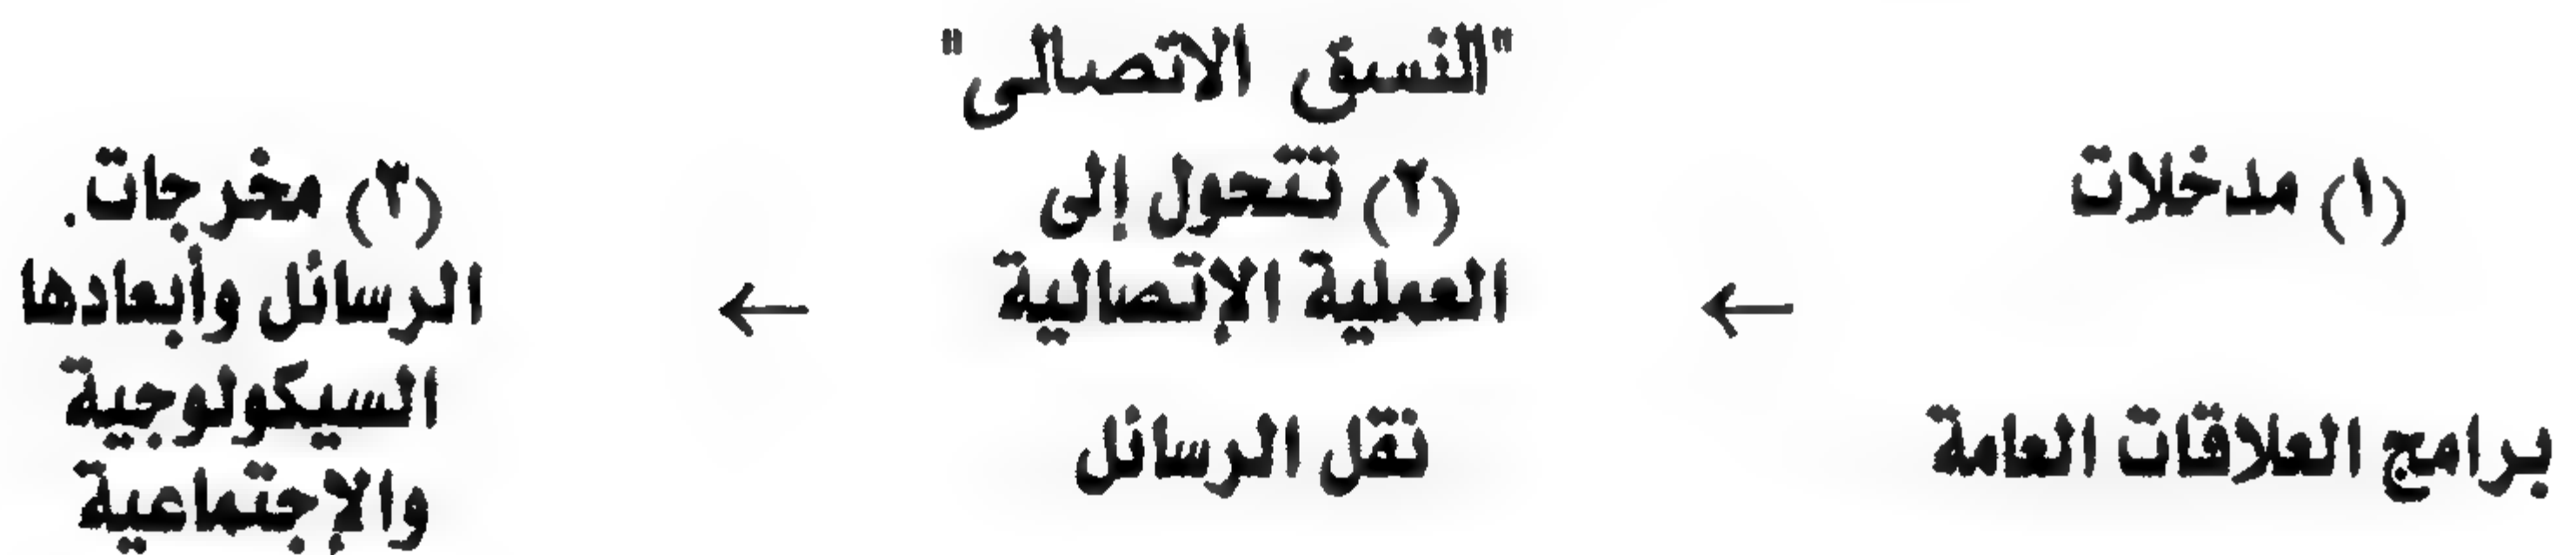 "النسق الاتصالى"
(١) مدخلات
(٢) تتحول إلى
(٣) مخرجات.
العملية الإتصالية
الرسائل وأبعادها
← ←
السيكولوجية
برامج العلاقات العامة
نقل الرسائل
والإجتماعية